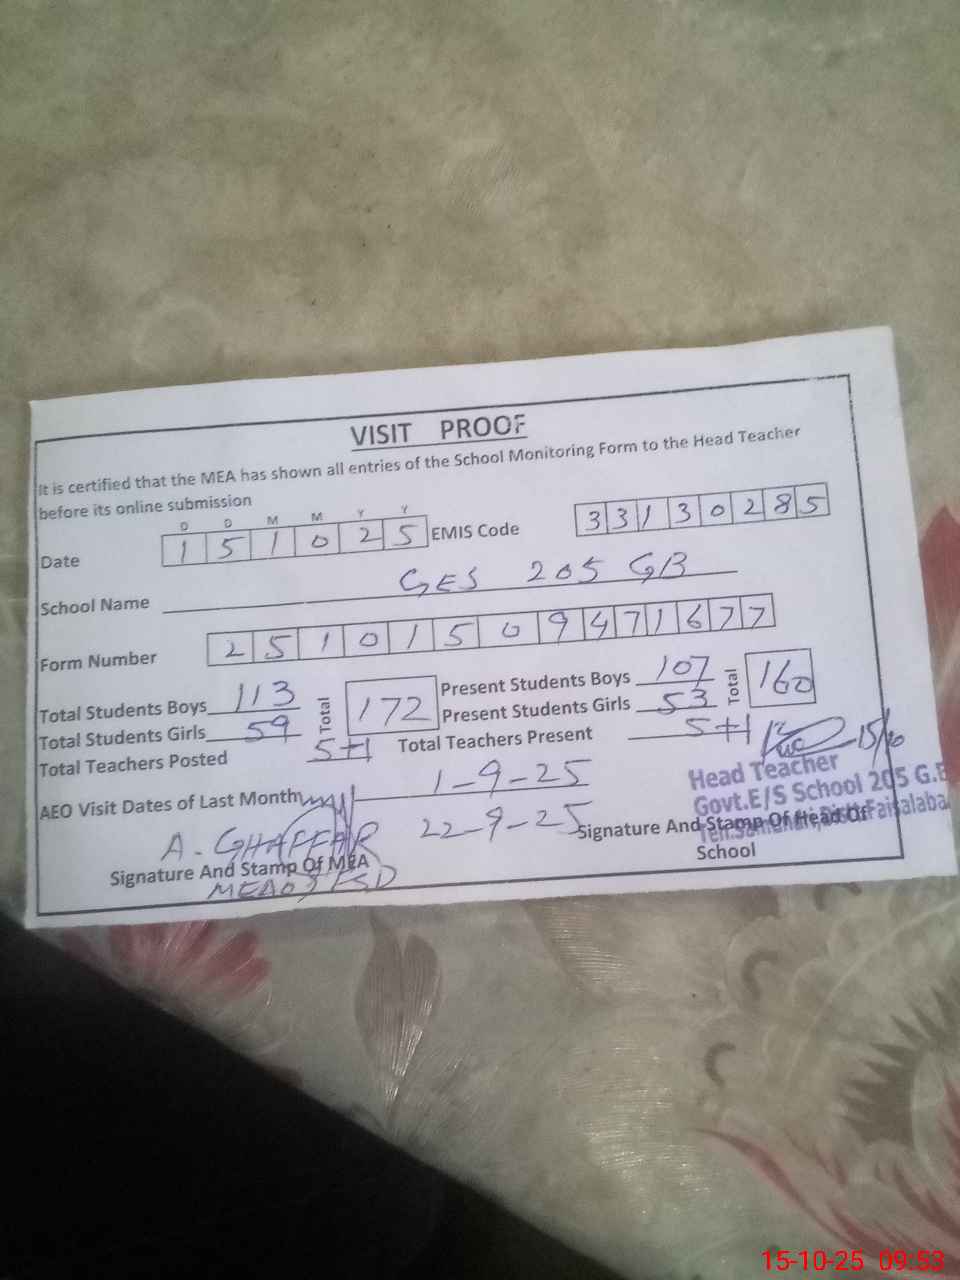 VISIT PROOF
It is certified that the MEA has shown all entries of the School Monitoring Form to the Head Teacher
before its online submission
D D M M Y Y
Date 1 5 1 0 2 5 EMIS Code 3 3 1 3 0 2 8 5
School Name GES 205 GB
Form Number 2 5 1 0 1 5 0 9 4 7 1 6 7 7
Total Students Boys 113 Total 172 Present Students Boys 107 Total 160
Total Students Girls 59 Present Students Girls 53
Total Teachers Posted 5+1 Total Teachers Present 5+1
15/10
AEO Visit Dates of Last Month 1-9-25
22-9-25
Head Teacher
Govt.E/S School 205 G.B
Faisalabad
A. GHAFFAR
Signature And Stamp Of MEA
MEA03 FSD
Signature And Stamp Of Head Of
School
15-10-25 09:53